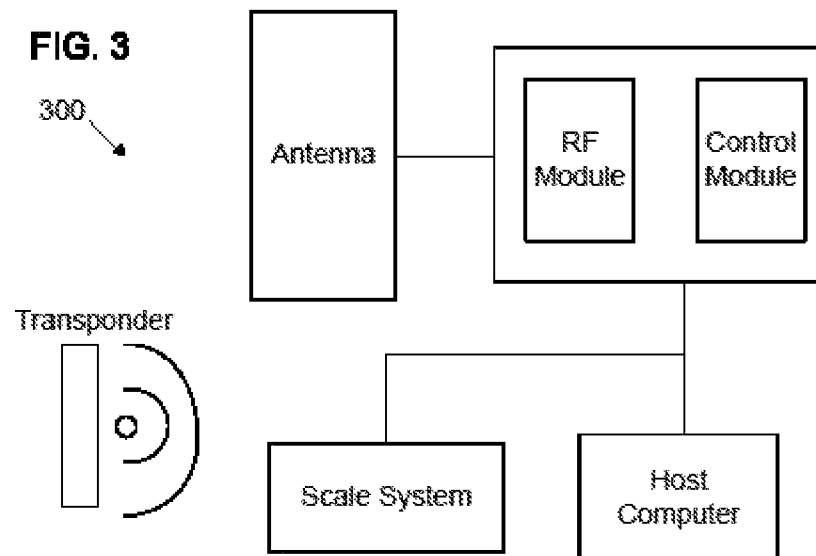 FIG. 3
300
Antenna
RF
Module
Control
Module
Transponder
Scale System
Host
Computer